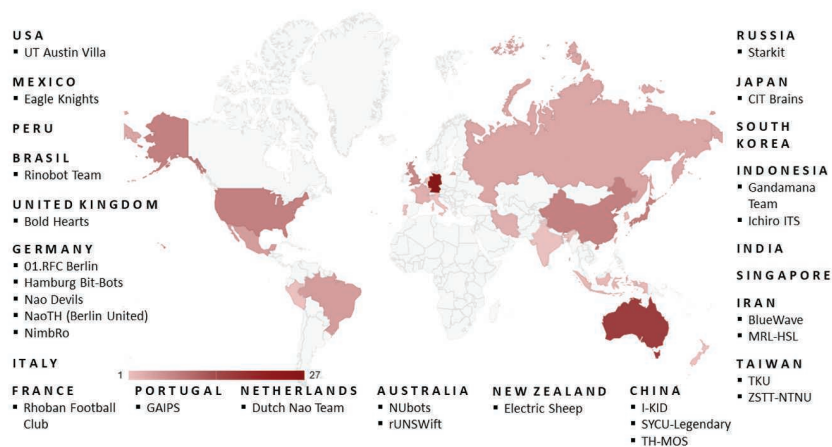 USA
▪ UT Austin Villa
MEXICO
▪ Eagle Knights
PERU
BRASIL
▪ Rinobot Team
UNITED KINGDOM
▪ Bold Hearts
GERMANY
▪ 01.RFC Berlin
▪ Hamburg Bit-Bots
▪ Nao Devils
▪ NaoTH (Berlin United)
▪ NimbRo
ITALY
1 27
FRANCE
▪ Rhoban Football
Club
PORTUGAL
▪ GAIPS
NETHERLANDS
▪ Dutch Nao Team
AUSTRALIA
▪ NUbots
▪ rUNSWift
NEW ZEALAND
▪ Electric Sheep
CHINA
▪ I-KID
▪ SYCU-Legendary
▪ TH-MOS
RUSSIA
▪ Starkit
JAPAN
▪ CIT Brains
SOUTH
KOREA
INDONESIA
▪ Gandamana
Team
▪ Ichiro ITS
INDIA
SINGAPORE
IRAN
▪ BlueWave
▪ MRL-HSL
TAIWAN
▪ TKU
▪ ZSTT-NTNU